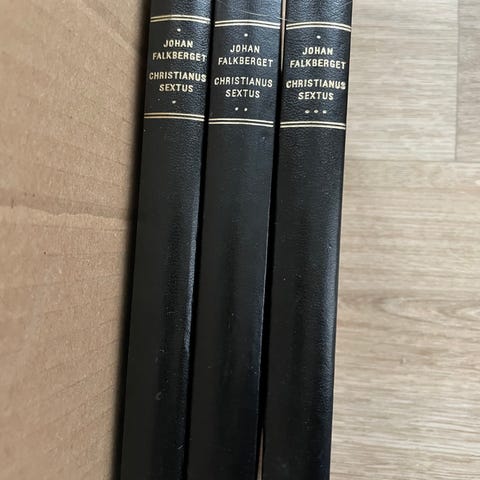 JOHAN
FALKBERGET
CHRISTIANUS
SEXTUS
*
JOHAN
FALKBERGET
CHRISTIANUS
SEXTUS
* *
JOHAN
FALKBERGET
CHRISTIANUS
SEXTUS
* * *